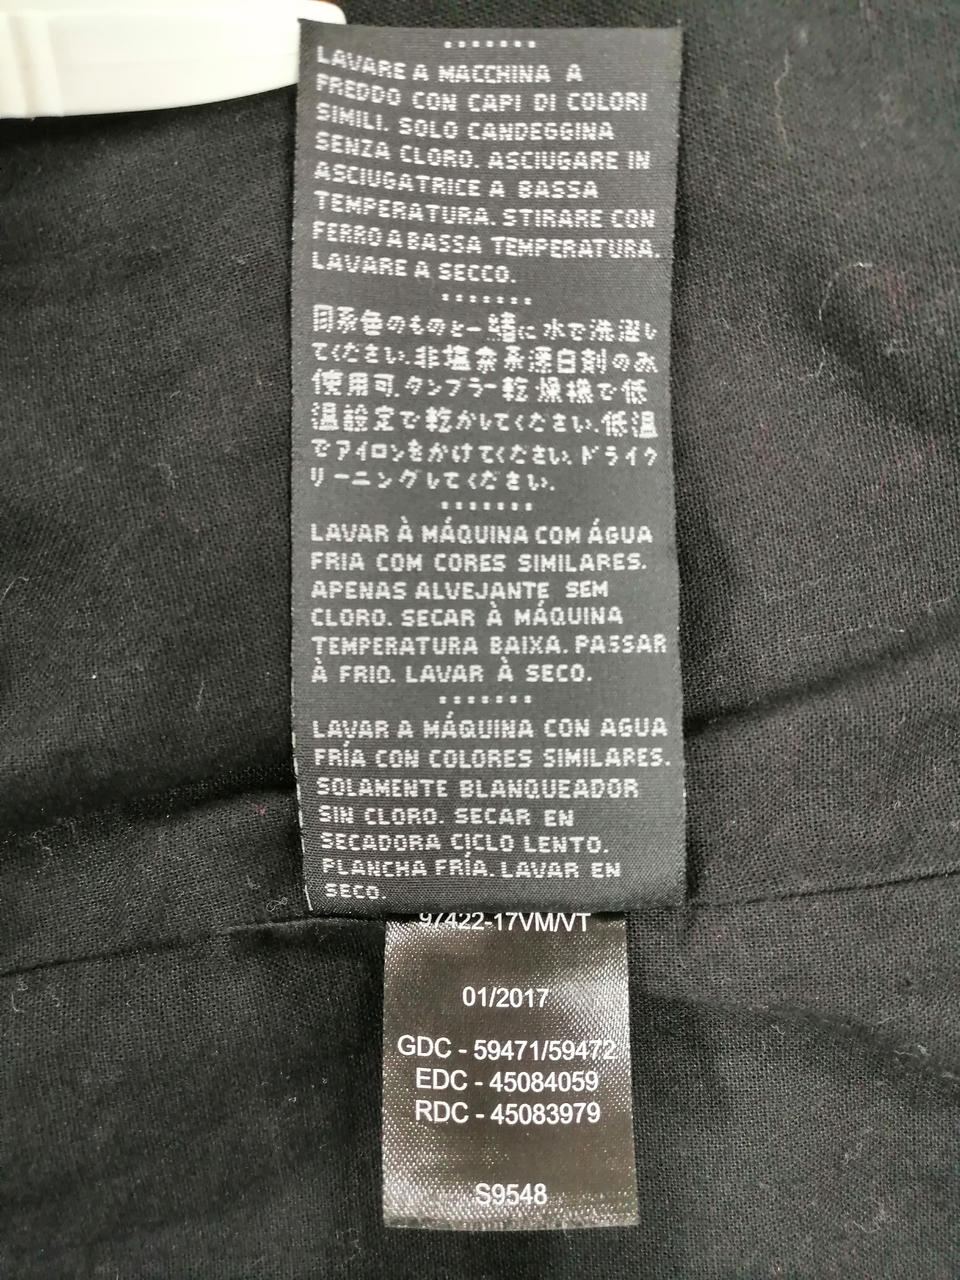 LAVARE A MACCHINA A
FREDDO CON CAPI DI COLORI
SIMILI. SOLO CANDEGGINA
SENZA CLORO. ASCIUGARE IN
ASCIUGATRICE A BASSA
TEMPERATURA. STIRARE CON
FERRO A BASSA TEMPERATURA.
LAVARE A SECCO.
同系色のものと一緒に水で洗濯し
てください.非塩素系漂白剤のみ
使用可.タンブラー乾燥機で低
温設定で乾かしてください.低温
でアイロンをかけてください.ドライク
リーニングしてください.
LAVAR À MÁQUINA COM ÁGUA
FRIA COM CORES SIMILARES.
APENAS ALVEJANTE SEM
CLORO. SECAR À MÁQUINA
TEMPERATURA BAIXA. PASSAR
À FRIO. LAVAR À SECO.
LAVAR A MÁQUINA CON AGUA
FRÍA CON COLORES SIMILARES.
SOLAMENTE BLANQUEADOR
SIN CLORO. SECAR EN
SECADORA CICLO LENTO.
PLANCHA FRÍA. LAVAR EN
SECO.
97422-17VM/VT
01/2017
GDC - 59471/59472
EDC - 45084059
RDC - 45083979
S9548